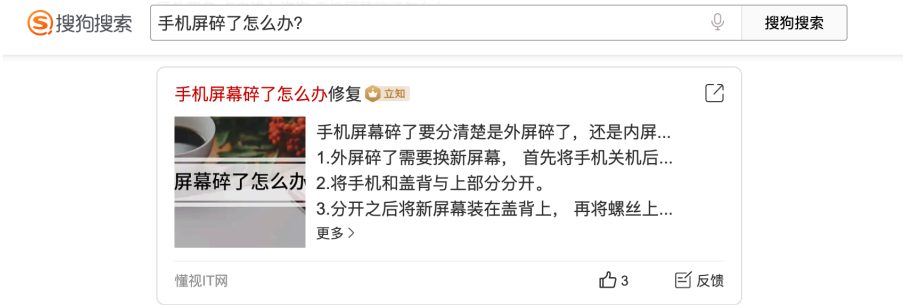 搜狗搜索
手机屏碎了怎么办?
搜狗搜索
手机屏幕碎了怎么办修复 立知
屏幕碎了怎么办
手机屏幕碎了要分清楚是外屏碎了，还是内屏...
1.外屏碎了需要换新屏幕， 首先将手机关机后...
2.将手机和盖背与上部分分开。
3.分开之后将新屏幕装在盖背上， 再将螺丝上...
更多
懂视IT网
3
反馈